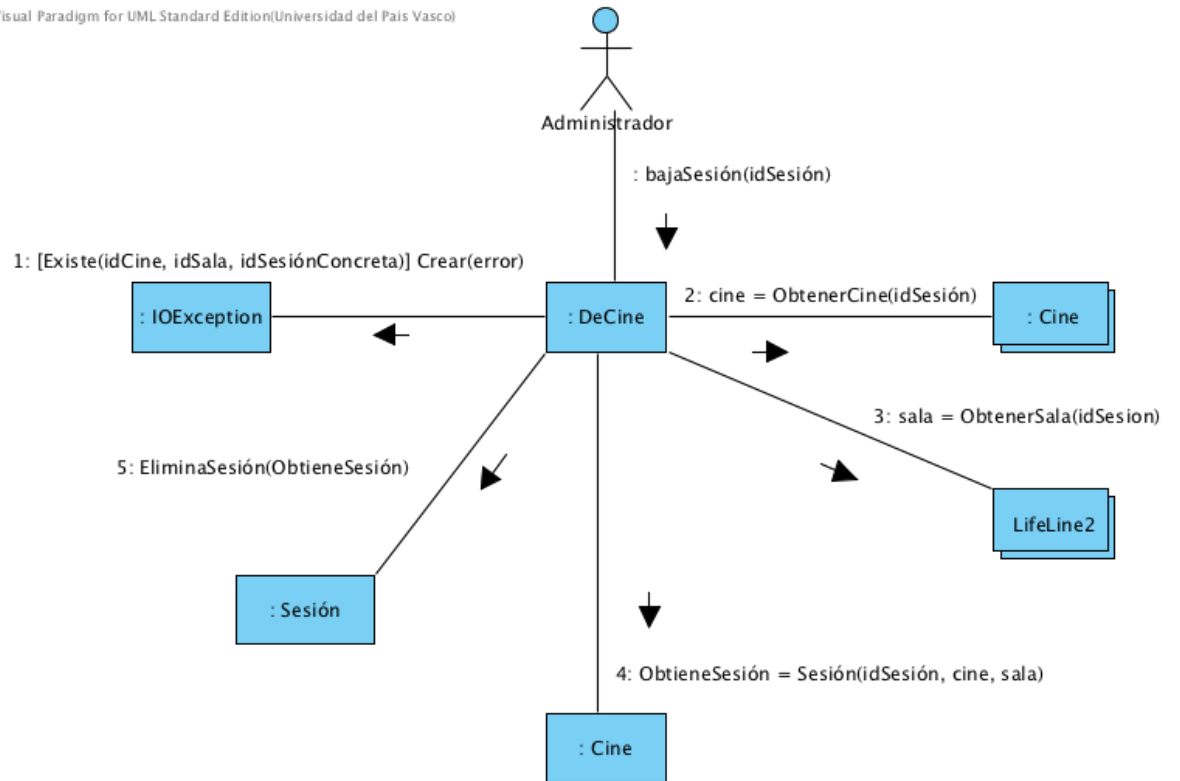 Visual Paradigm for UML Standard Edition(Universidad del Pais Vasco)
Administrador
: bajaSesión(idSesión)
1: [Existe(idCine, idSala, idSesiónConcreta)] Crear(error)
: IOException
: DeCine
2: cine = ObtenerCine(idSesión)
: Cine
3: sala = ObtenerSala(idSesion)
5: EliminaSesión(ObtieneSesión)
LifeLine2
: Sesión
4: ObtieneSesión = Sesión(idSesión, cine, sala)
: Cine